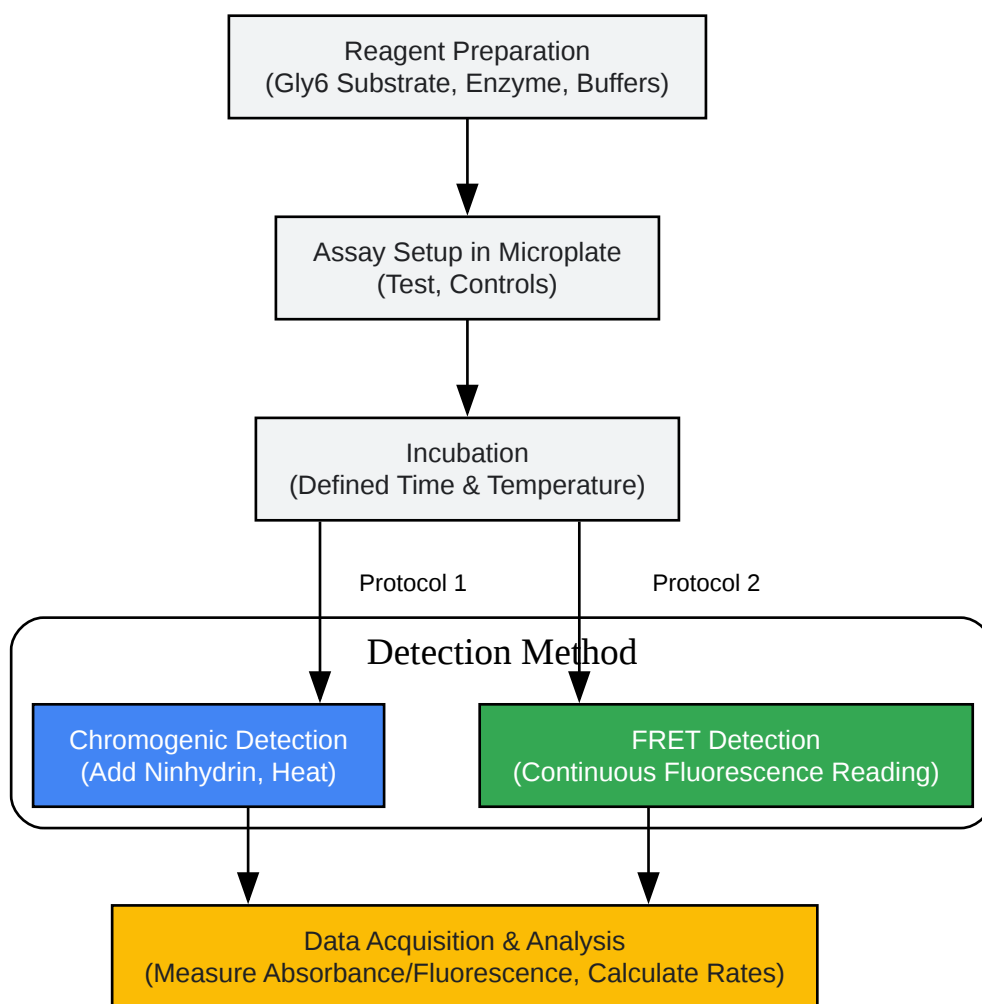 Reagent Preparation
(Gly6 Substrate, Enzyme, Buffers)
Assay Setup in Microplate
(Test, Controls)
Incubation
(Defined Time & Temperature)
Protocol 1
Protocol 2
Detection Method
Chromogenic Detection
(Add Ninhydrin, Heat)
FRET Detection
(Continuous Fluorescence Reading)
Data Acquisition & Analysis
(Measure Absorbance/Fluorescence, Calculate Rates)